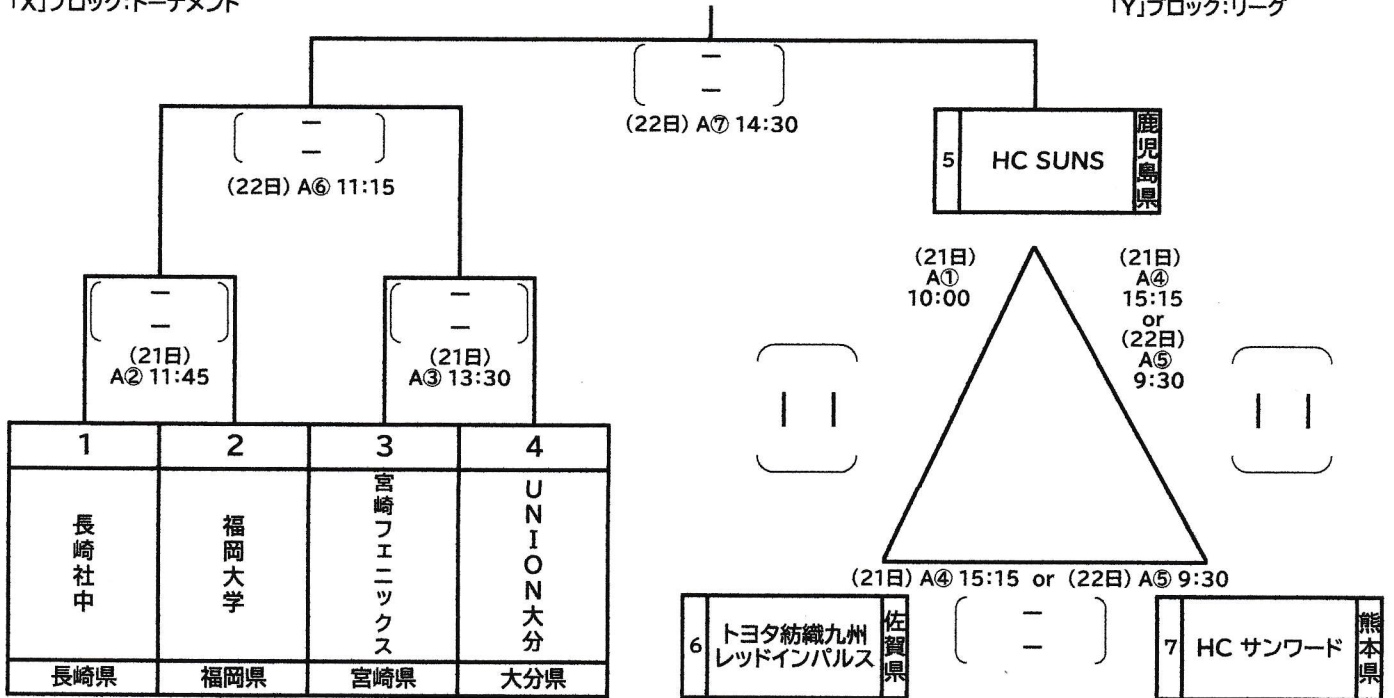 「X」ブロック:トーナメント
「Y」ブロック:リーグ
(22日) A⑦ 14:30
(22日) A⑥ 11:15
5 HC SUNS 鹿児島県
(21日)
A①
10:00
(21日)
A④
15:15
or
(22日)
A⑤
9:30
(21日)
A② 11:45
(21日)
A③ 13:30
1 2 3 4
長崎社中
福岡大学
宮崎フェニックス
UNION大分
長崎県 福岡県 宮崎県 大分県
(21日) A④ 15:15 or (22日) A⑤ 9:30
6 トヨタ紡織九州
レッドインパルス
佐賀県
7 HC サンワード 熊本県